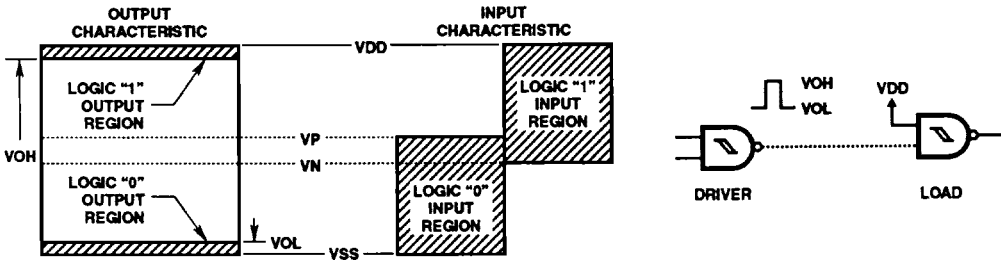 OUTPUT
CHARACTERISTIC
INPUT
CHARACTERISTIC
VDD
LOGIC "1"
OUTPUT
REGION
LOGIC "1"
INPUT
REGION
VOH
VP
VN
LOGIC "0"
OUTPUT
REGION
LOGIC "0"
INPUT
REGION
VOL
VSS
VOH
VOL
VDD
DRIVER
LOAD